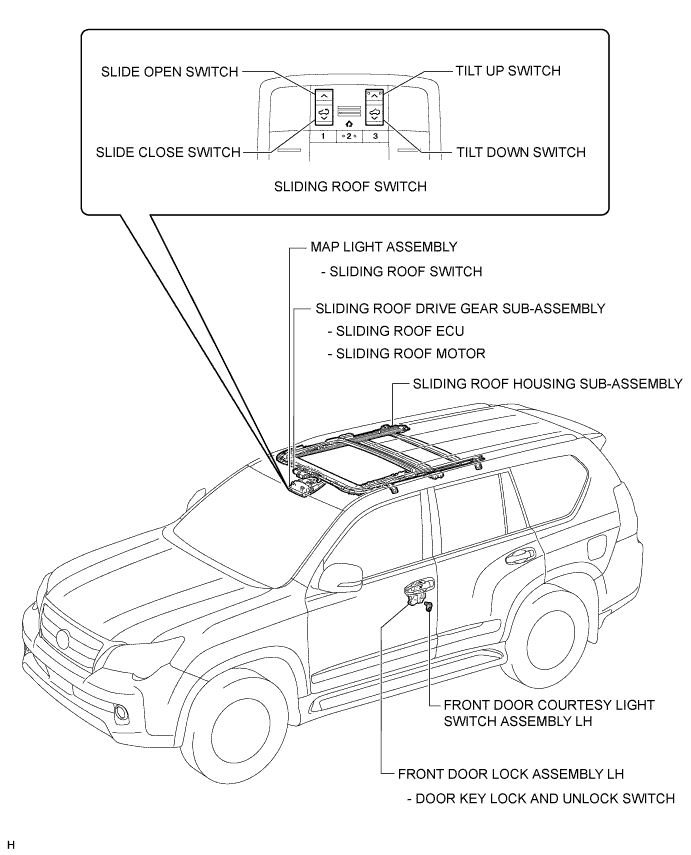 SLIDE OPEN SWITCH
TILT UP SWITCH
1 2 3
SLIDE CLOSE SWITCH
TILT DOWN SWITCH
SLIDING ROOF SWITCH
MAP LIGHT ASSEMBLY
- SLIDING ROOF SWITCH
SLIDING ROOF DRIVE GEAR SUB-ASSEMBLY
- SLIDING ROOF ECU
- SLIDING ROOF MOTOR
SLIDING ROOF HOUSING SUB-ASSEMBLY
FRONT DOOR COURTESY LIGHT
SWITCH ASSEMBLY LH
FRONT DOOR LOCK ASSEMBLY LH
- DOOR KEY LOCK AND UNLOCK SWITCH
H